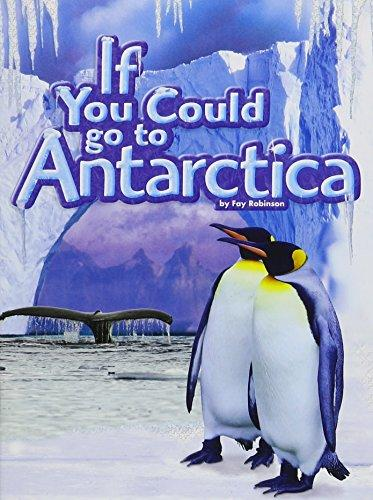 If
You Could
go to
Antarctica
by Fay Robinson